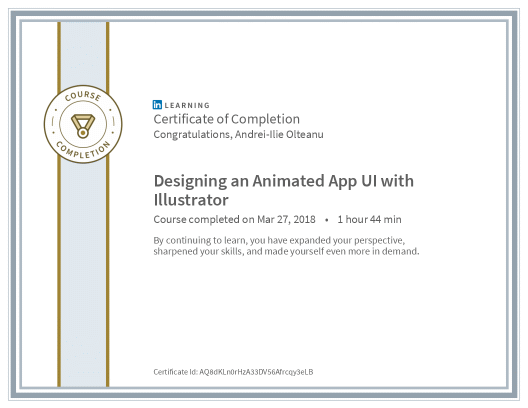 COURSE
COMPLETION
in LEARNING
Certificate of Completion
Congratulations, Andrei-Ilie Olteanu
Designing an Animated App UI with
Illustrator
Course completed on Mar 27, 2018 • 1 hour 44 min
By continuing to learn, you have expanded your perspective,
sharpened your skills, and made yourself even more in demand.
Certificate Id: AQ8dKLn0rHzA33DV56Afrcqy3eLB